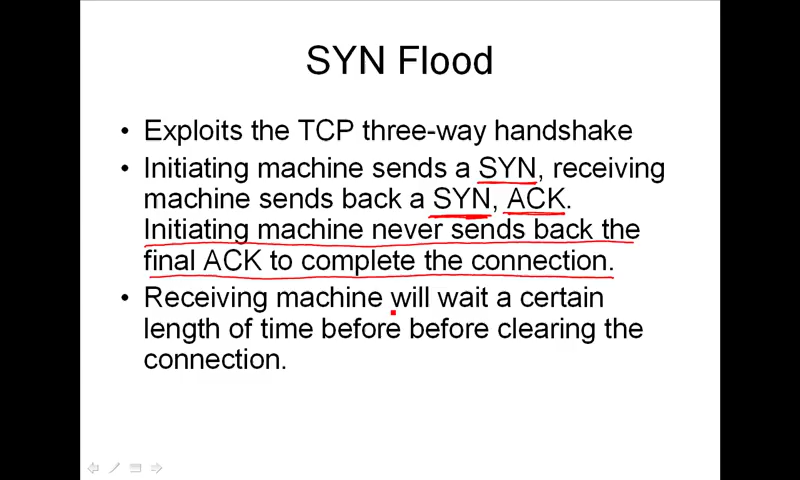 SYN Flood
• Exploits the TCP three-way handshake
• Initiating machine sends a SYN, receiving
machine sends back a SYN, ACK.
Initiating machine never sends back the
final ACK to complete the connection.
• Receiving machine will wait a certain
length of time before before clearing the
connection.